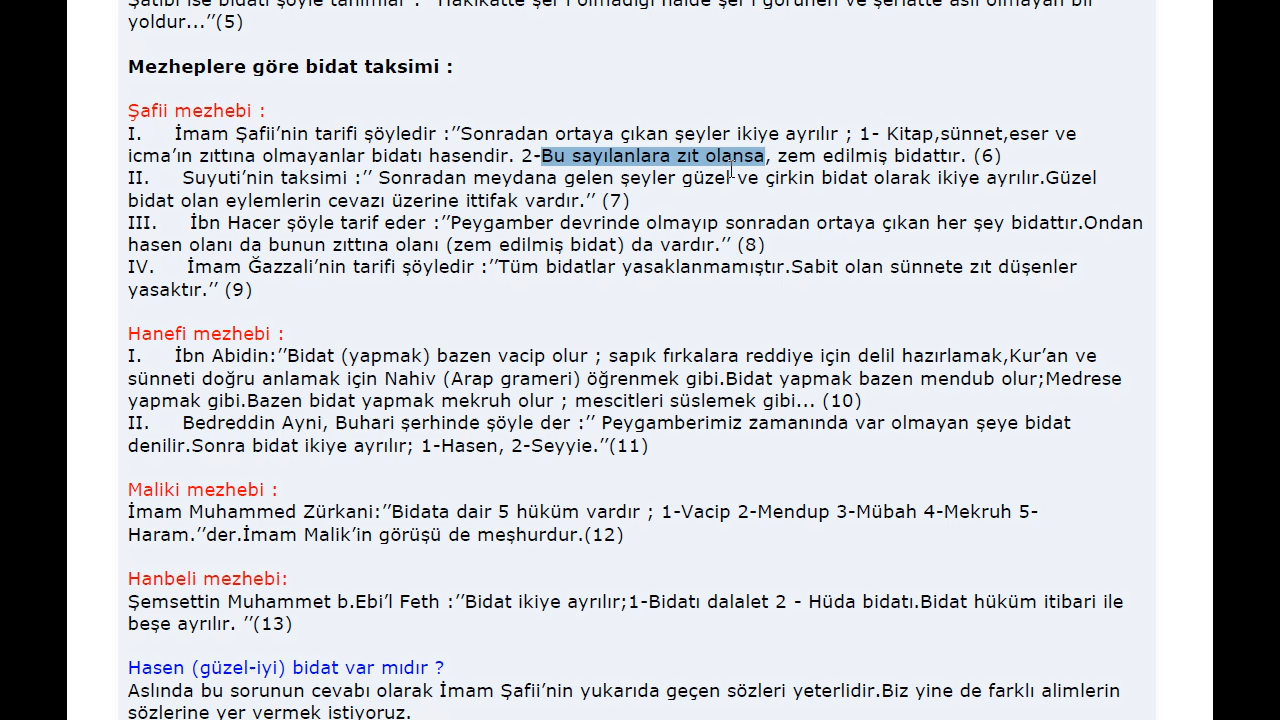 yoldur...’’(5)
Mezheplere göre bidat taksimi :
Şafii mezhebi :
I. İmam Şafii’nin tarifi şöyledir :’’Sonradan ortaya çıkan şeyler ikiye ayrılır ; 1- Kitap,sünnet,eser ve
icma’ın zıttına olmayanlar bidatı hasendir. 2-Bu sayılanlara zıt olansa, zem edilmiş bidattır. (6)
II. Suyuti’nin taksimi :’’ Sonradan meydana gelen şeyler güzel ve çirkin bidat olarak ikiye ayrılır.Güzel
bidat olan eylemlerin cevazı üzerine ittifak vardır.’’ (7)
III. İbn Hacer şöyle tarif eder :’’Peygamber devrinde olmayıp sonradan ortaya çıkan her şey bidattır.Ondan
hasen olanı da bunun zıttına olanı (zem edilmiş bidat) da vardır.’’ (8)
IV. İmam Ğazzali’nin tarifi şöyledir :’’Tüm bidatlar yasaklanmamıştır.Sabit olan sünnete zıt düşenler
yasaktır.’’ (9)
Hanefi mezhebi :
I. İbn Abidin:’’Bidat (yapmak) bazen vacip olur ; sapık fırkalara reddiye için delil hazırlamak,Kur’an ve
sünneti doğru anlamak için Nahiv (Arap grameri) öğrenmek gibi.Bidat yapmak bazen mendub olur;Medrese
yapmak gibi.Bazen bidat yapmak mekruh olur ; mescitleri süslemek gibi... (10)
II. Bedreddin Ayni, Buhari şerhinde şöyle der :’’ Peygamberimiz zamanında var olmayan şeye bidat
denilir.Sonra bidat ikiye ayrılır; 1-Hasen, 2-Seyyie.’’(11)
Maliki mezhebi :
İmam Muhammed Zürkani:’’Bidata dair 5 hüküm vardır ; 1-Vacip 2-Mendup 3-Mübah 4-Mekruh 5-
Haram.’’der.İmam Malik’in görüşü de meşhurdur.(12)
Hanbeli mezhebi:
Şemsettin Muhammet b.Ebi’l Feth :’’Bidat ikiye ayrılır;1-Bidatı dalalet 2 - Hüda bidatı.Bidat hüküm itibari ile
beşe ayrılır. ’’(13)
Hasen (güzel-iyi) bidat var mıdır ?
Aslında bu sorunun cevabı olarak İmam Şafii’nin yukarıda geçen sözleri yeterlidir.Biz yine de farklı alimlerin
sözlerine yer vermek istiyoruz.